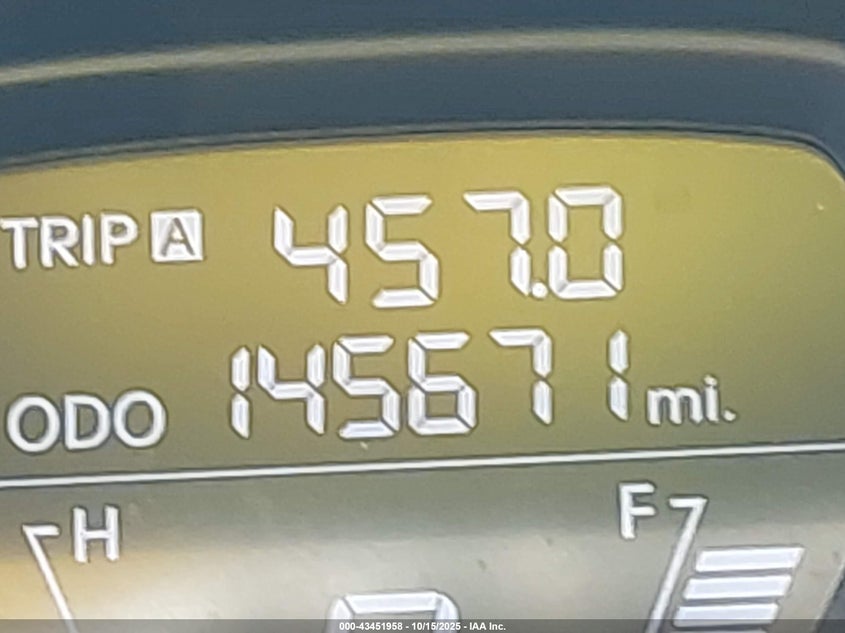 TRIP A 457.0
ODO 145671 mi.
H F
000-43451958 - 10/15/2025 - IAA Inc.